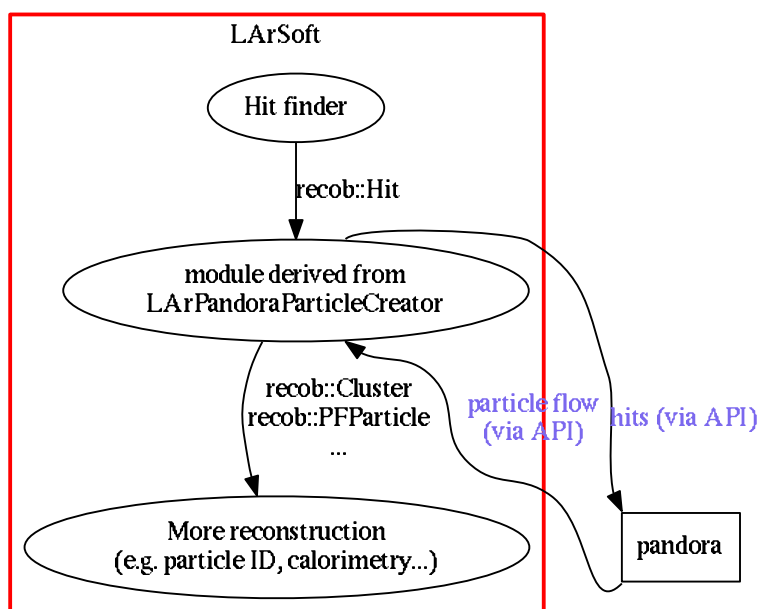 LArSoft
Hit finder
recob::Hit
module derived from
LArPandoraParticleCreator
recob::Cluster
recob::PFParticle
...
particle flow
(via API)
hits (via API)
More reconstruction
(e.g. particle ID, calorimetry...)
pandora